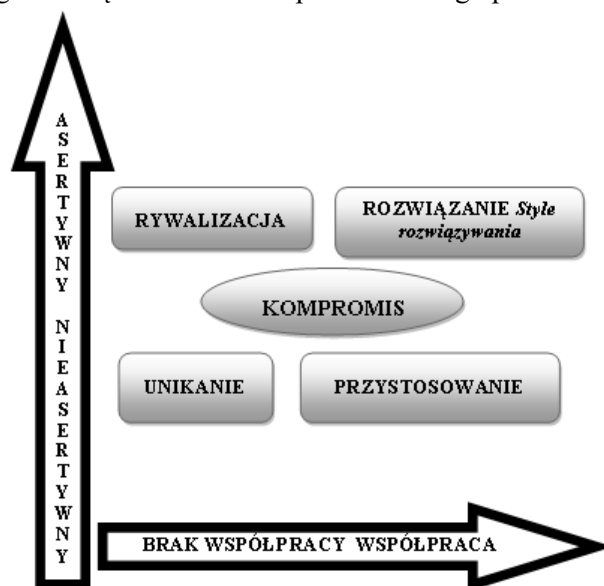 ASERTYWNY NIEASERTYWNY
RYWALIZACJA
ROZWIĄZANIE Style
rozwiązywania
KOMPROMIS
UNIKANIE
PRZYSTOSOWANIE
BRAK WSPÓŁPRACY WSPÓŁPRACA